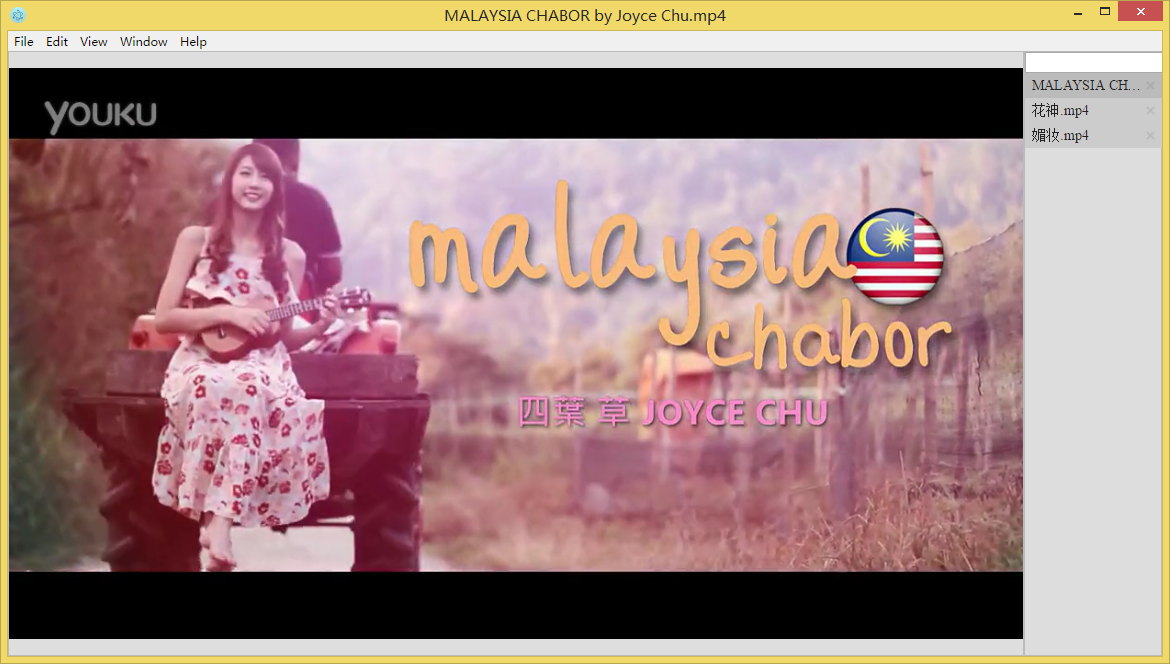 MALAYSIA CHABOR by Joyce Chu.mp4
File Edit View Window Help
MALAYSIA CH...
花神.mp4
媚妆.mp4
YOUKU
malaysia
chabor
四葉草 JOYCE CHU